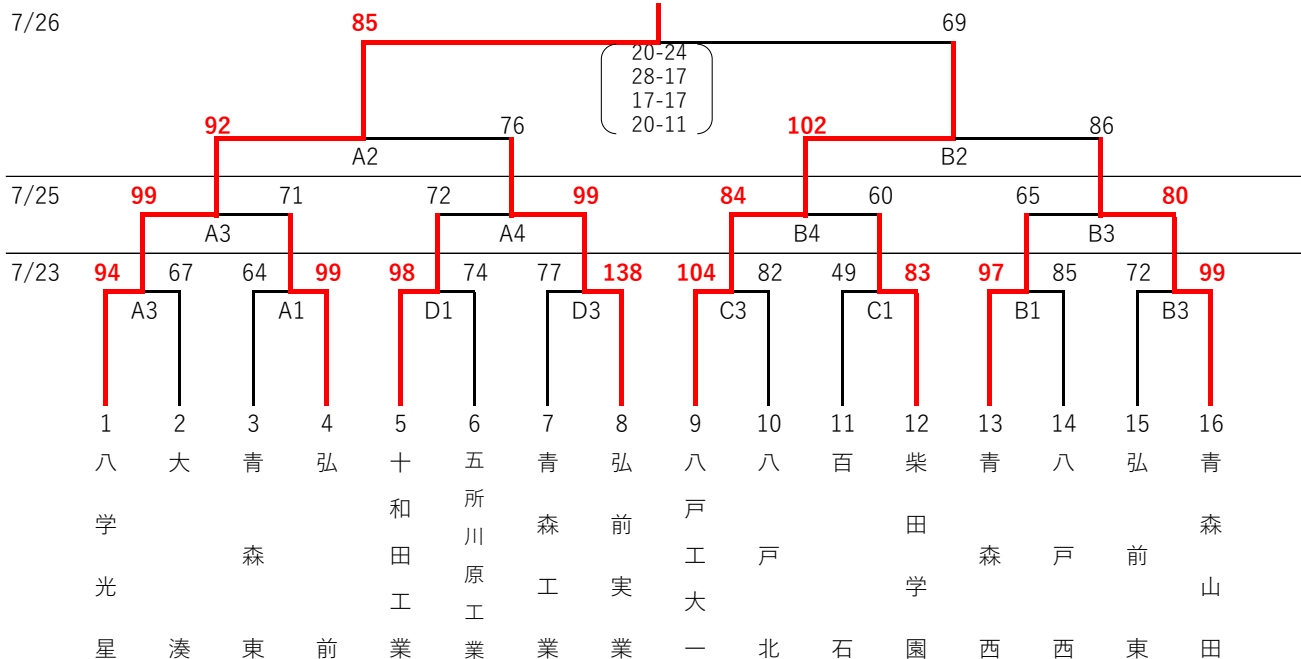 7/26 85 69
20-24
28-17
17-17
20-11
92 76 102 86
A2 B2
7/25 99 71 72 99 84 60 65 80
A3 A4 B4 B3
7/23 94 67 64 99 98 74 77 138 104 82 49 83 97 85 72 99
A3 A1 D1 D3 C3 C1 B1 B3
1 2 3 4 5 6 7 8 9 10 11 12 13 14 15 16
八学光星
大湊
青森東
弘前
十和田工業
五所川原工業
青森工業
弘前実業
八戸工大一
八戸北
百石
柴田学園
青森西
八戸西
弘前東
青森山田